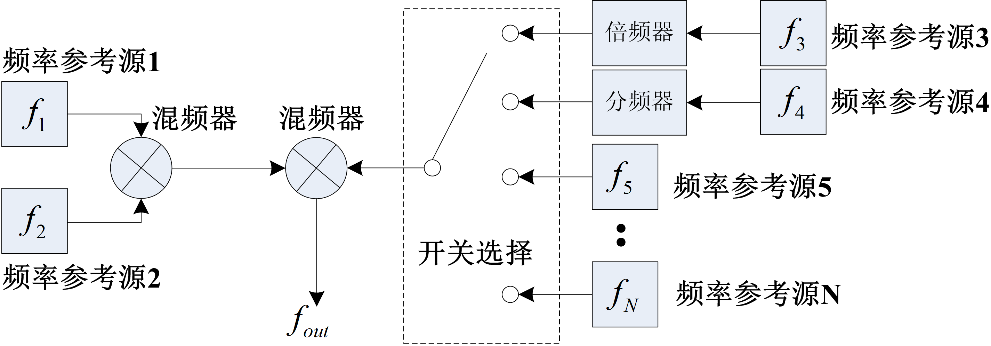 频率参考源1
f1
混频器
混频器
f2
频率参考源2
fout
开关选择
倍频器
f3
频率参考源3
分频器
f4
频率参考源4
f5
频率参考源5
fN
频率参考源N